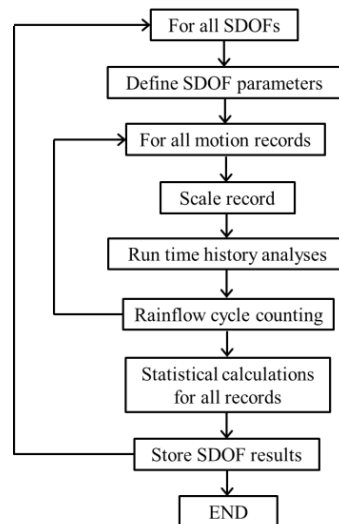 For all SDOFs
Define SDOF parameters
For all motion records
Scale record
Run time history analyses
Rainflow cycle counting
Statistical calculations
for all records
Store SDOF results
END